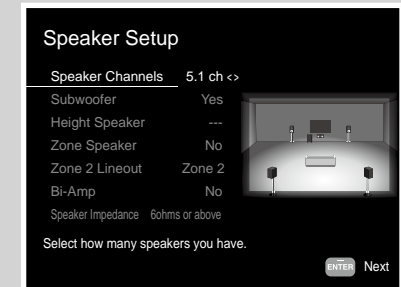 Speaker Setup
Speaker Channels 5.1 ch <>
Subwoofer Yes
Height Speaker ---
Zone Speaker No
Zone 2 Lineout Zone 2
Bi-Amp No
Speaker Impedance 6ohms or above
Select how many speakers you have.
ENTER Next